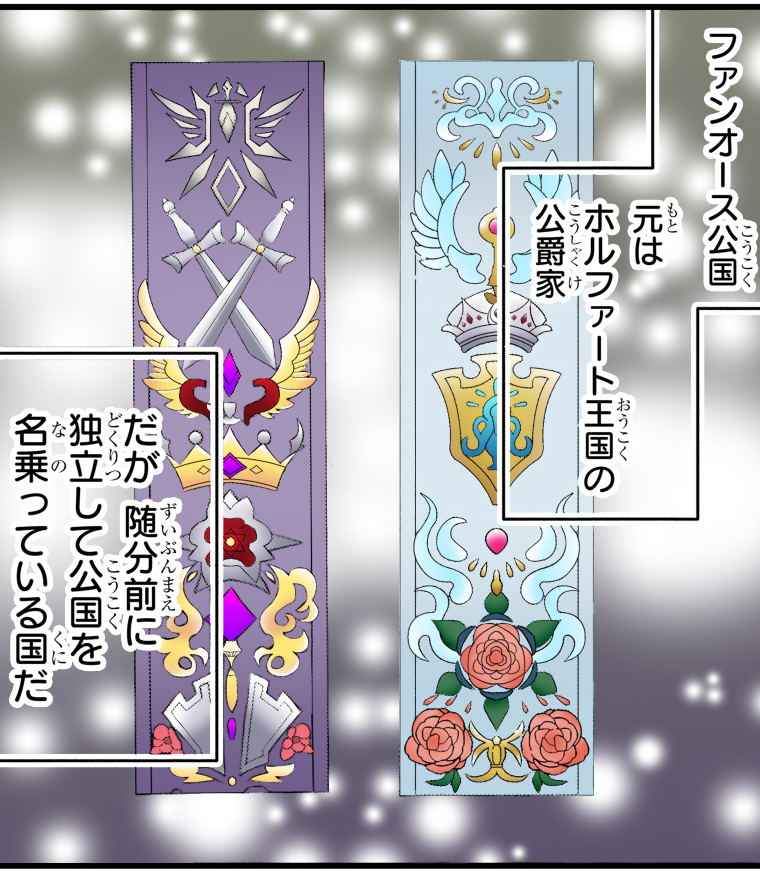 ファンオース公国
元は
ホルファート王国の
公爵家
だが 随分前に
独立して公国を
名乗っている国だ